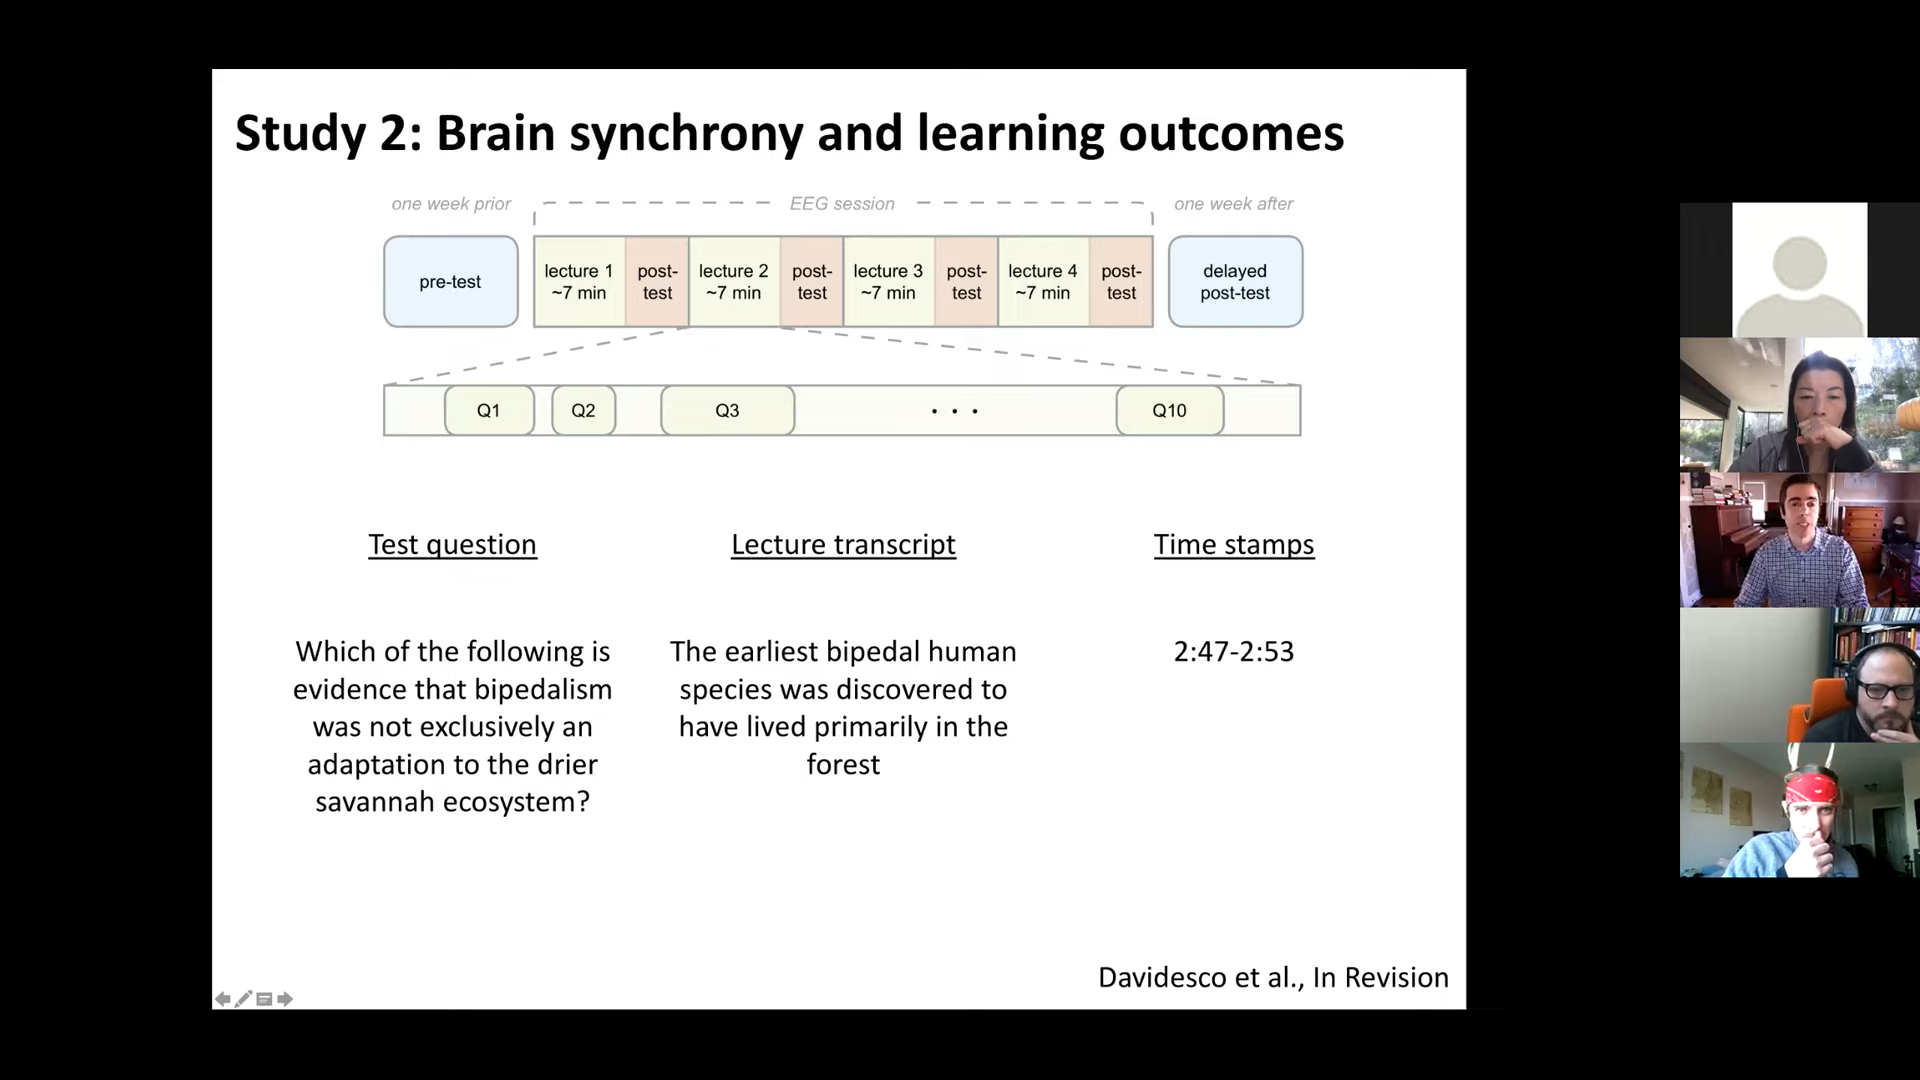 Study 2: Brain synchrony and learning outcomes
one week prior
EEG session
one week after
pre-test
lecture 1
~7 min
post-
test
lecture 2
~7 min
post-
test
lecture 3
~7 min
post-
test
lecture 4
~7 min
post-
test
delayed
post-test
Q1
Q2
Q3
• • •
Q10
Test question
Lecture transcript
Time stamps
Which of the following is
evidence that bipedalism
was not exclusively an
adaptation to the drier
savannah ecosystem?
The earliest bipedal human
species was discovered to
have lived primarily in the
forest
2:47-2:53
Davidesco et al., In Revision